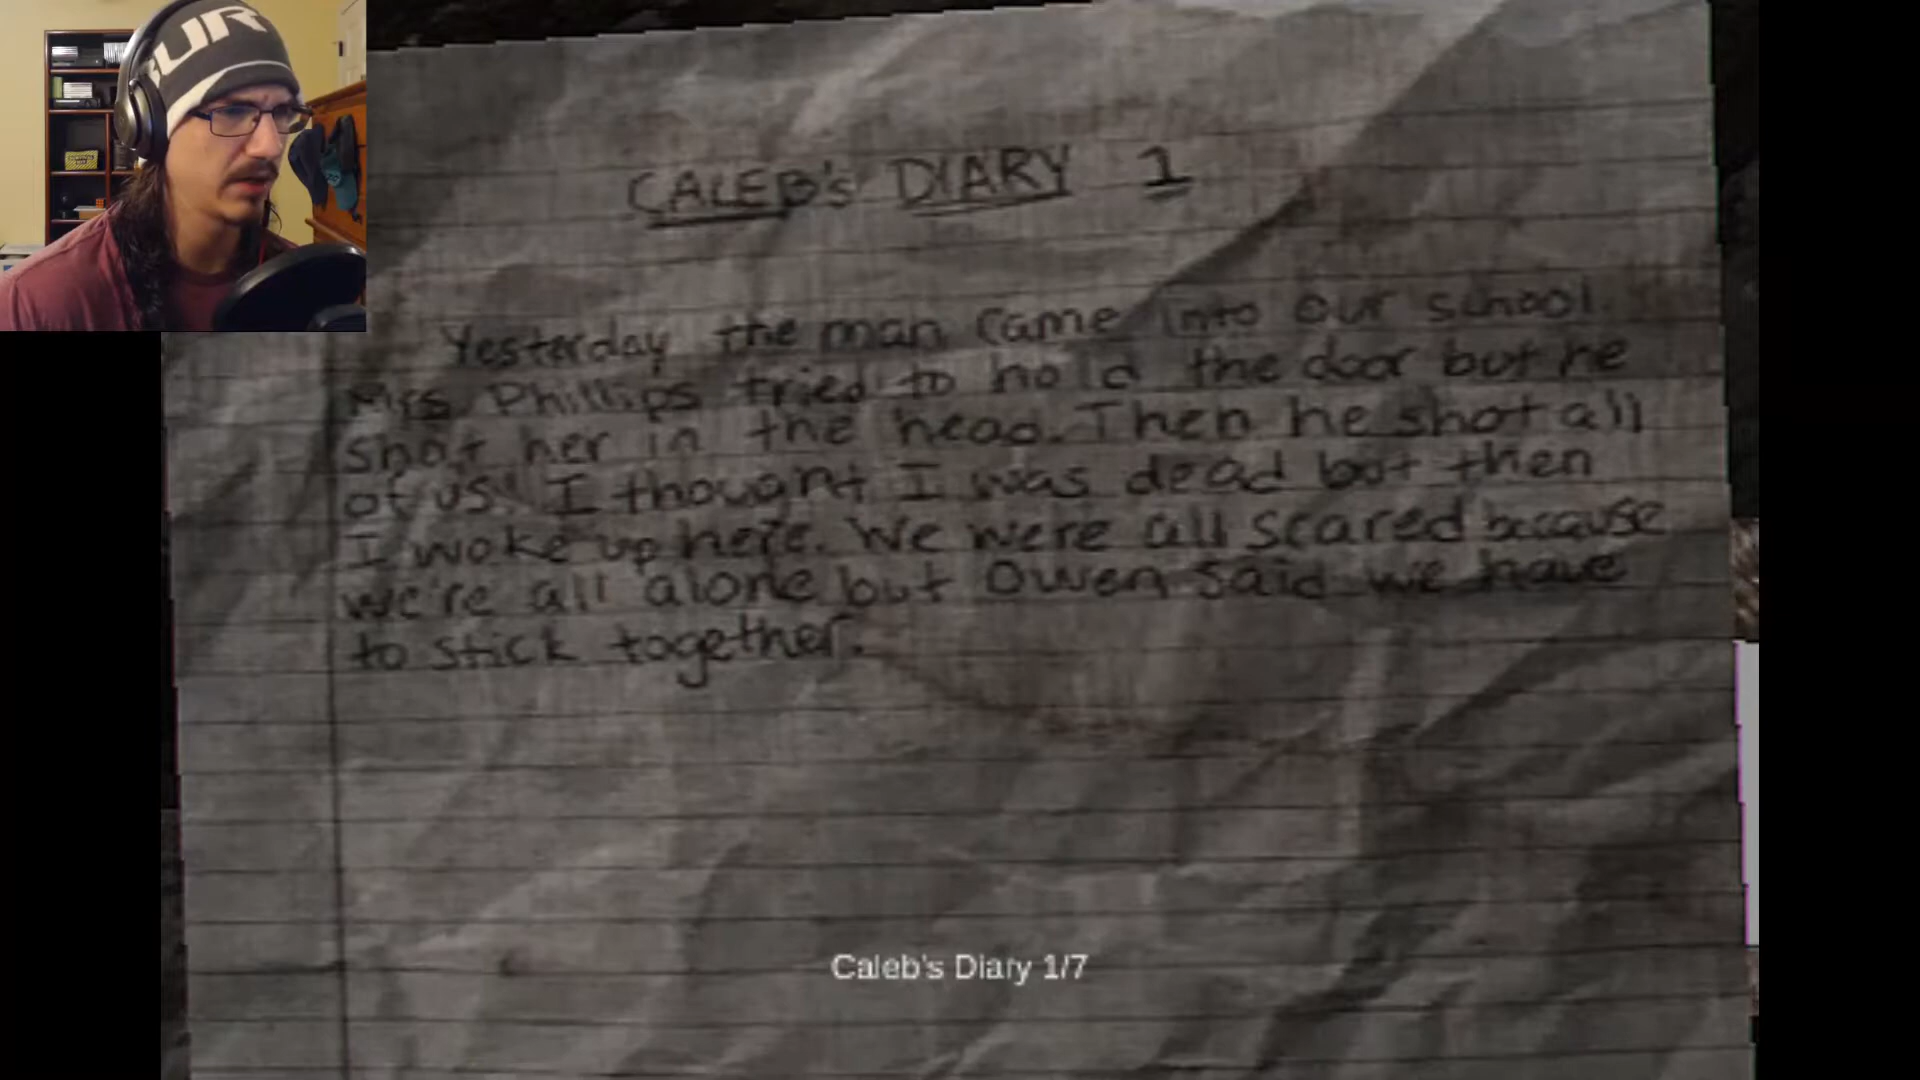 BUR
CALEB's DIARY 1
Yesterday the man came into our school.
Mrs. Phillips tried to hold the door but he
shot her in the head. Then he shot all
of us. I thought I was dead but then
I woke up here. We were all scared because
we're all alone but Owen said we have
to stick together.
Caleb's Diary 1/7